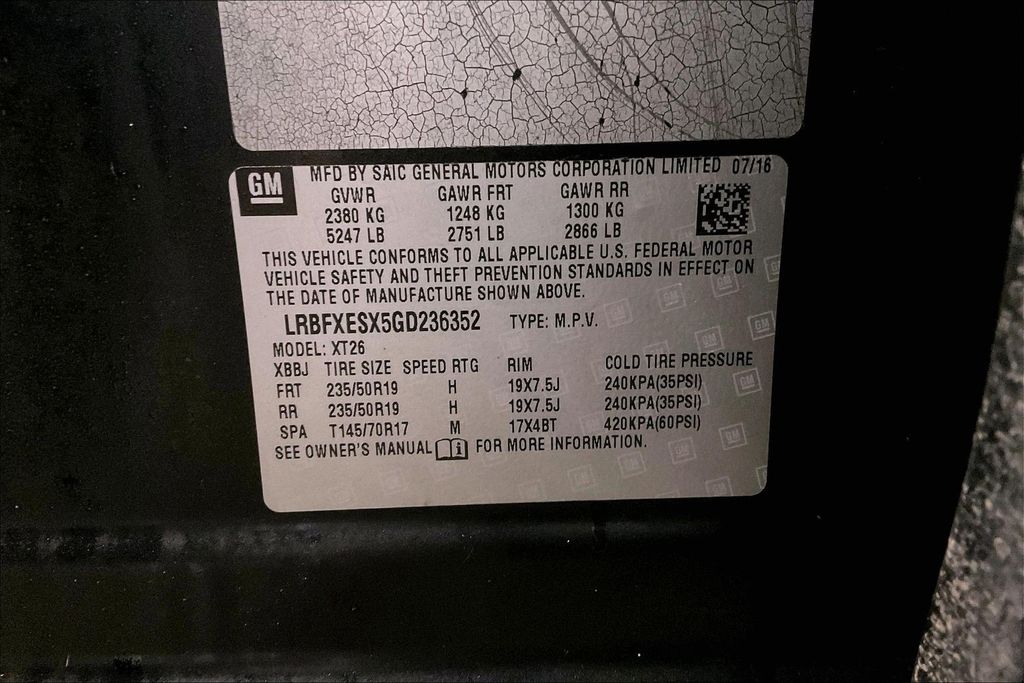 GM
MFD BY SAIC GENERAL MOTORS CORPORATION LIMITED 07/16
GVWR GAWR FRT GAWR RR
2380 KG 1248 KG 1300 KG
5247 LB 2751 LB 2866 LB
THIS VEHICLE CONFORMS TO ALL APPLICABLE U.S. FEDERAL MOTOR
VEHICLE SAFETY AND THEFT PREVENTION STANDARDS IN EFFECT ON
THE DATE OF MANUFACTURE SHOWN ABOVE.
LRBFXESX5GD236352 TYPE: M.P.V.
MODEL: XT26
XBBJ TIRE SIZE SPEED RTG RIM COLD TIRE PRESSURE
FRT 235/50R19 H 19X7.5J 240KPA(35PSI)
RR 235/50R19 H 19X7.5J 240KPA(35PSI)
SPA T145/70R17 M 17X4BT 420KPA(60PSI)
SEE OWNER'S MANUAL i FOR MORE INFORMATION.